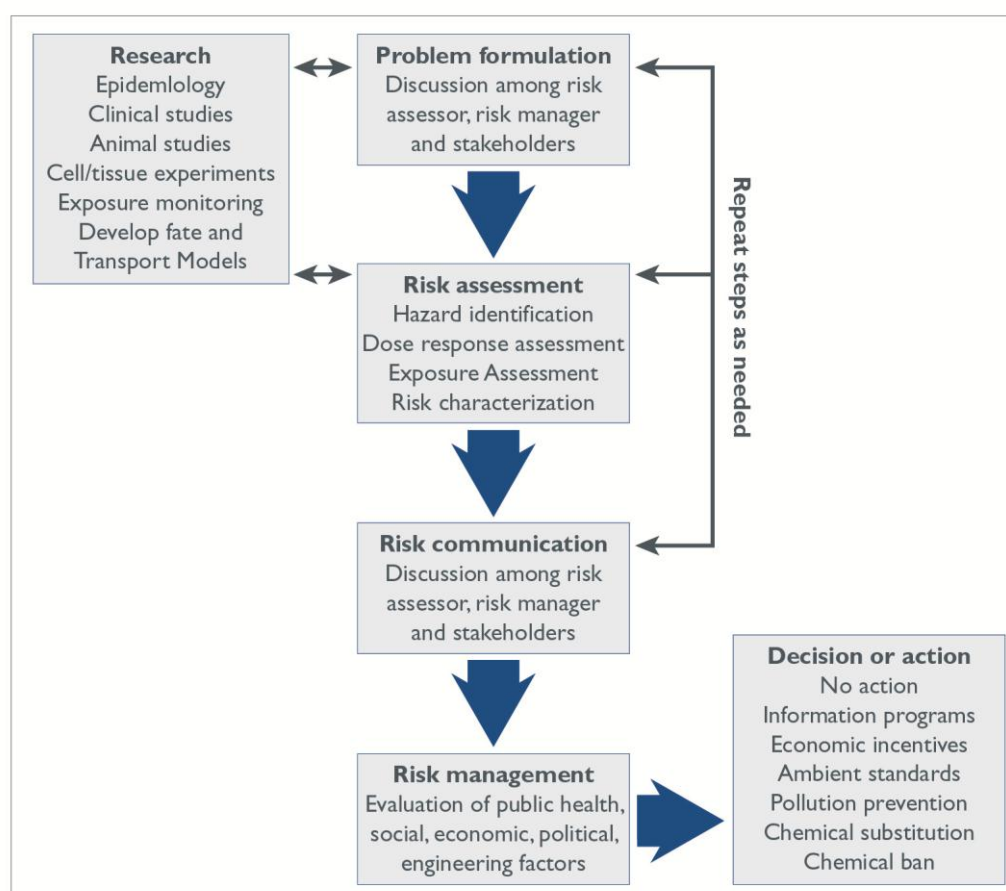 Research
Epidemlology
Clinical studies
Animal studies
Cell/tissue experiments
Exposure monitoring
Develop fate and
Transport Models
Problem formulation
Discussion among risk
assessor, risk manager
and stakeholders
Repeat steps as needed
Risk assessment
Hazard identification
Dose response assessment
Exposure Assessment
Risk characterization
Risk communication
Discussion among risk
assessor, risk manager
and stakeholders
Risk management
Evaluation of public health,
social, economic, political,
engineering factors
Decision or action
No action
Information programs
Economic incentives
Ambient standards
Pollution prevention
Chemical substitution
Chemical ban